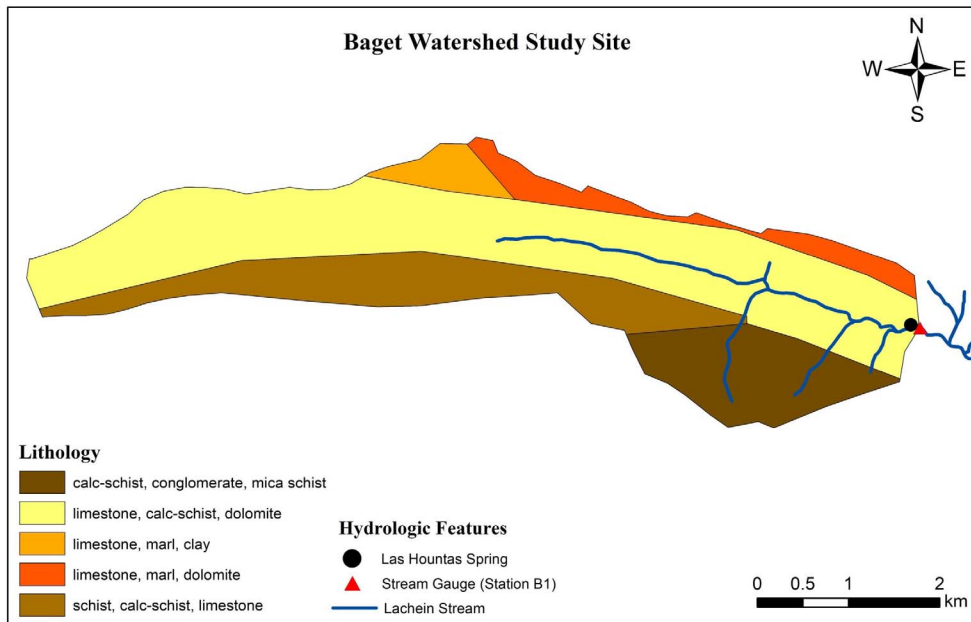 Baget Watershed Study Site
N
W E
S
Lithology
calc-schist, conglomerate, mica schist
limestone, calc-schist, dolomite
limestone, marl, clay
limestone, marl, dolomite
schist, calc-schist, limestone
Hydrologic Features
Las Hountas Spring
Stream Gauge (Station B1)
Lachein Stream
0 0.5 1 2
km